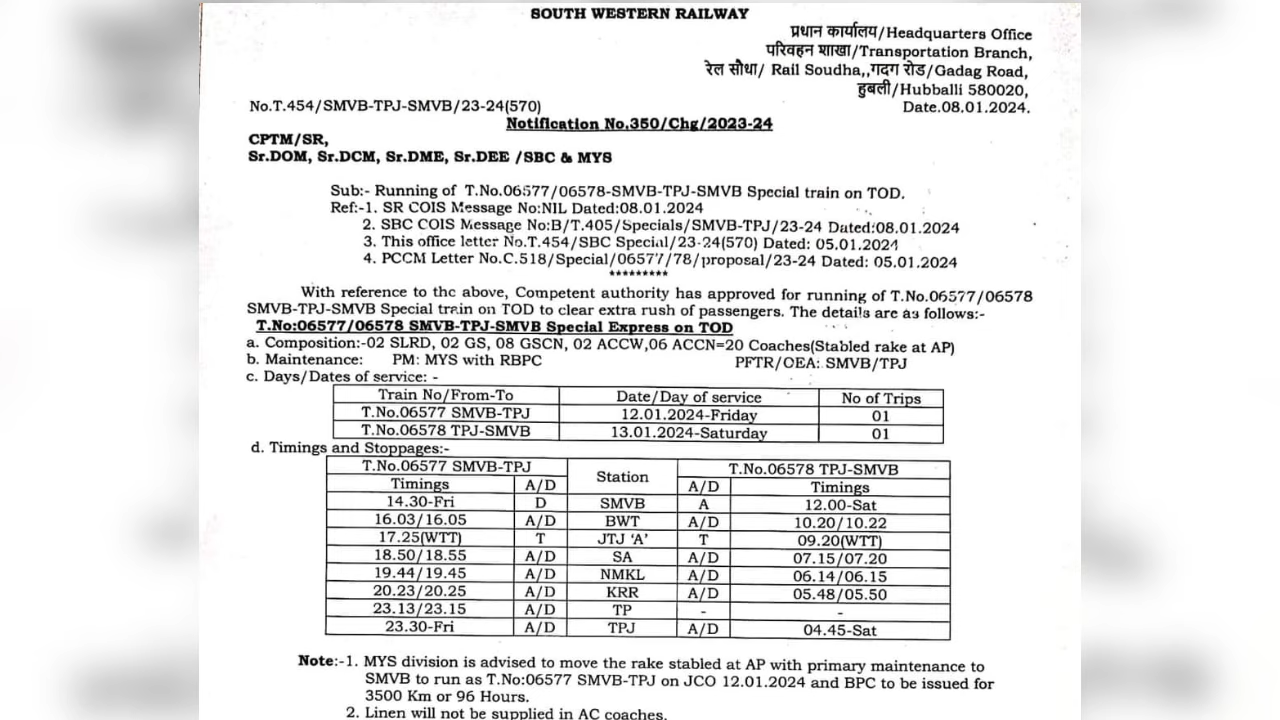 SOUTH WESTERN RAILWAY
प्रधान कार्यालय/Headquarters Office
परिवहन शाखा/Transportation Branch,
रेल सौधा/ Rail Soudha,,गदग रोड/Gadag Road,
हुबली/Hubballi 580020,
No.T.454/SMVB-TPJ-SMVB/23-24(570) Date.08.01.2024.
Notification No.350/Chg/2023-24
CPTM/SR,
Sr.DOM, Sr.DCM, Sr.DME, Sr.DEE /SBC & MYS
Sub:- Running of T.No.06577/06578-SMVB-TPJ-SMVB Special train on TOD.
Ref:-1. SR COIS Message No:NIL Dated:08.01.2024
2. SBC COIS Message No:B/T.405/Specials/SMVB-TPJ/23-24 Dated:08.01.2024
3. This office letter No.T.454/SBC Special/23-24(570) Dated: 05.01.2024
4. PCCM Letter No.C.518/Special/06577/78/proposal/23-24 Dated: 05.01.2024
*********
With reference to the above, Competent authority has approved for running of T.No.06577/06578
SMVB-TPJ-SMVB Special train on TOD to clear extra rush of passengers. The details are as follows:-
T.No:06577/06578 SMVB-TPJ-SMVB Special Express on TOD
a. Composition:-02 SLRD, 02 GS, 08 GSCN, 02 ACCW,06 ACCN=20 Coaches(Stabled rake at AP)
b. Maintenance: PM: MYS with RBPC PFTR/OEA: SMVB/TPJ
c. Days/Dates of service: -
Train No/From-To Date/Day of service No of Trips
T.No.06577 SMVB-TPJ 12.01.2024-Friday 01
T.No.06578 TPJ-SMVB 13.01.2024-Saturday 01
d. Timings and Stoppages:-
T.No.06577 SMVB-TPJ Station T.No.06578 TPJ-SMVB
Timings A/D A/D Timings
14.30-Fri D SMVB A 12.00-Sat
16.03/16.05 A/D BWT A/D 10.20/10.22
17.25(WTT) T JTJ 'A' T 09.20(WTT)
18.50/18.55 A/D SA A/D 07.15/07.20
19.44/19.45 A/D NMKL A/D 06.14/06.15
20.23/20.25 A/D KRR A/D 05.48/05.50
23.13/23.15 A/D TP - -
23.30-Fri A/D TPJ A/D 04.45-Sat
Note:-1. MYS division is advised to move the rake stabled at AP with primary maintenance to
SMVB to run as T.No:06577 SMVB-TPJ on JCO 12.01.2024 and BPC to be issued for
3500 Km or 96 Hours.
2. Linen will not be supplied in AC coaches.